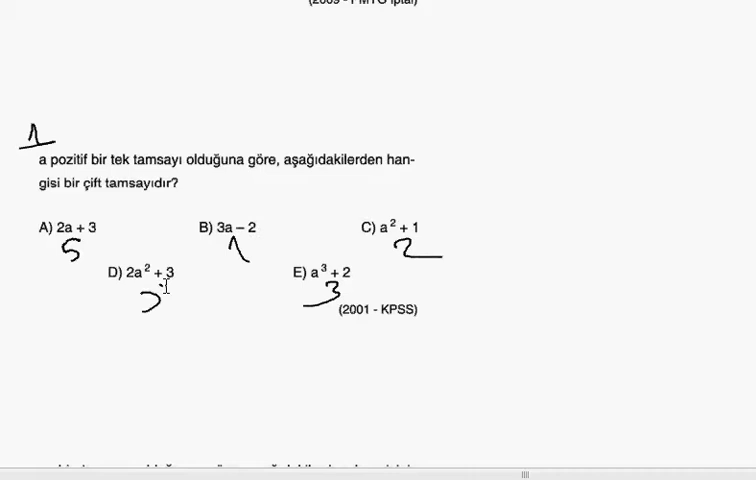 1
a pozitif bir tek tamsayı olduğuna göre, aşağıdakilerden han-
gisi bir çift tamsayıdır?
A) 2a + 3 B) 3a – 2 C) a² + 1
5 1 2
D) 2a² + 3 E) a³ + 2
3
(2001 - KPSS)